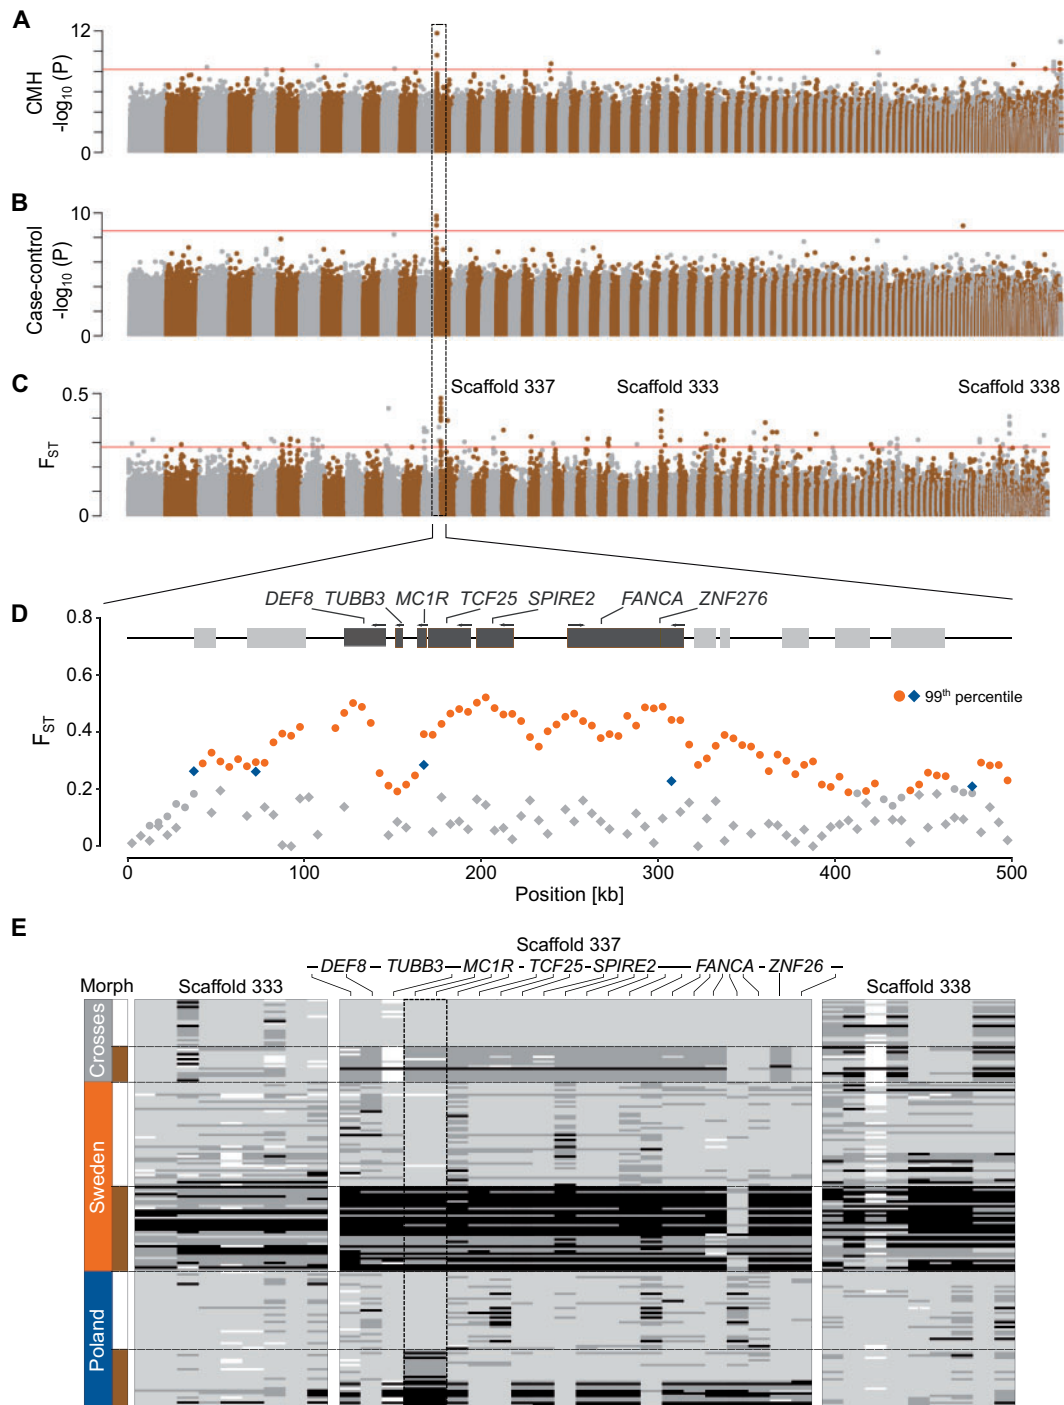 A
12
CMH
-log10 (P)
0
B
10
Case-control
-log10 (P)
0
C
0.5
FST
0
Scaffold 337
Scaffold 333
Scaffold 338
D
0.8
0.6
0.4
0.2
0
FST
DEF8 TUBB3 MC1R TCF25 SPIRE2 FANCA ZNF276
99th percentile
0 100 200 300 400 500
Position [kb]
E
Scaffold 337
DEF8 TUBB3 MC1R TCF25 SPIRE2 FANCA ZNF26
Morph
Scaffold 333
Scaffold 338
Crosses
Sweden
Poland